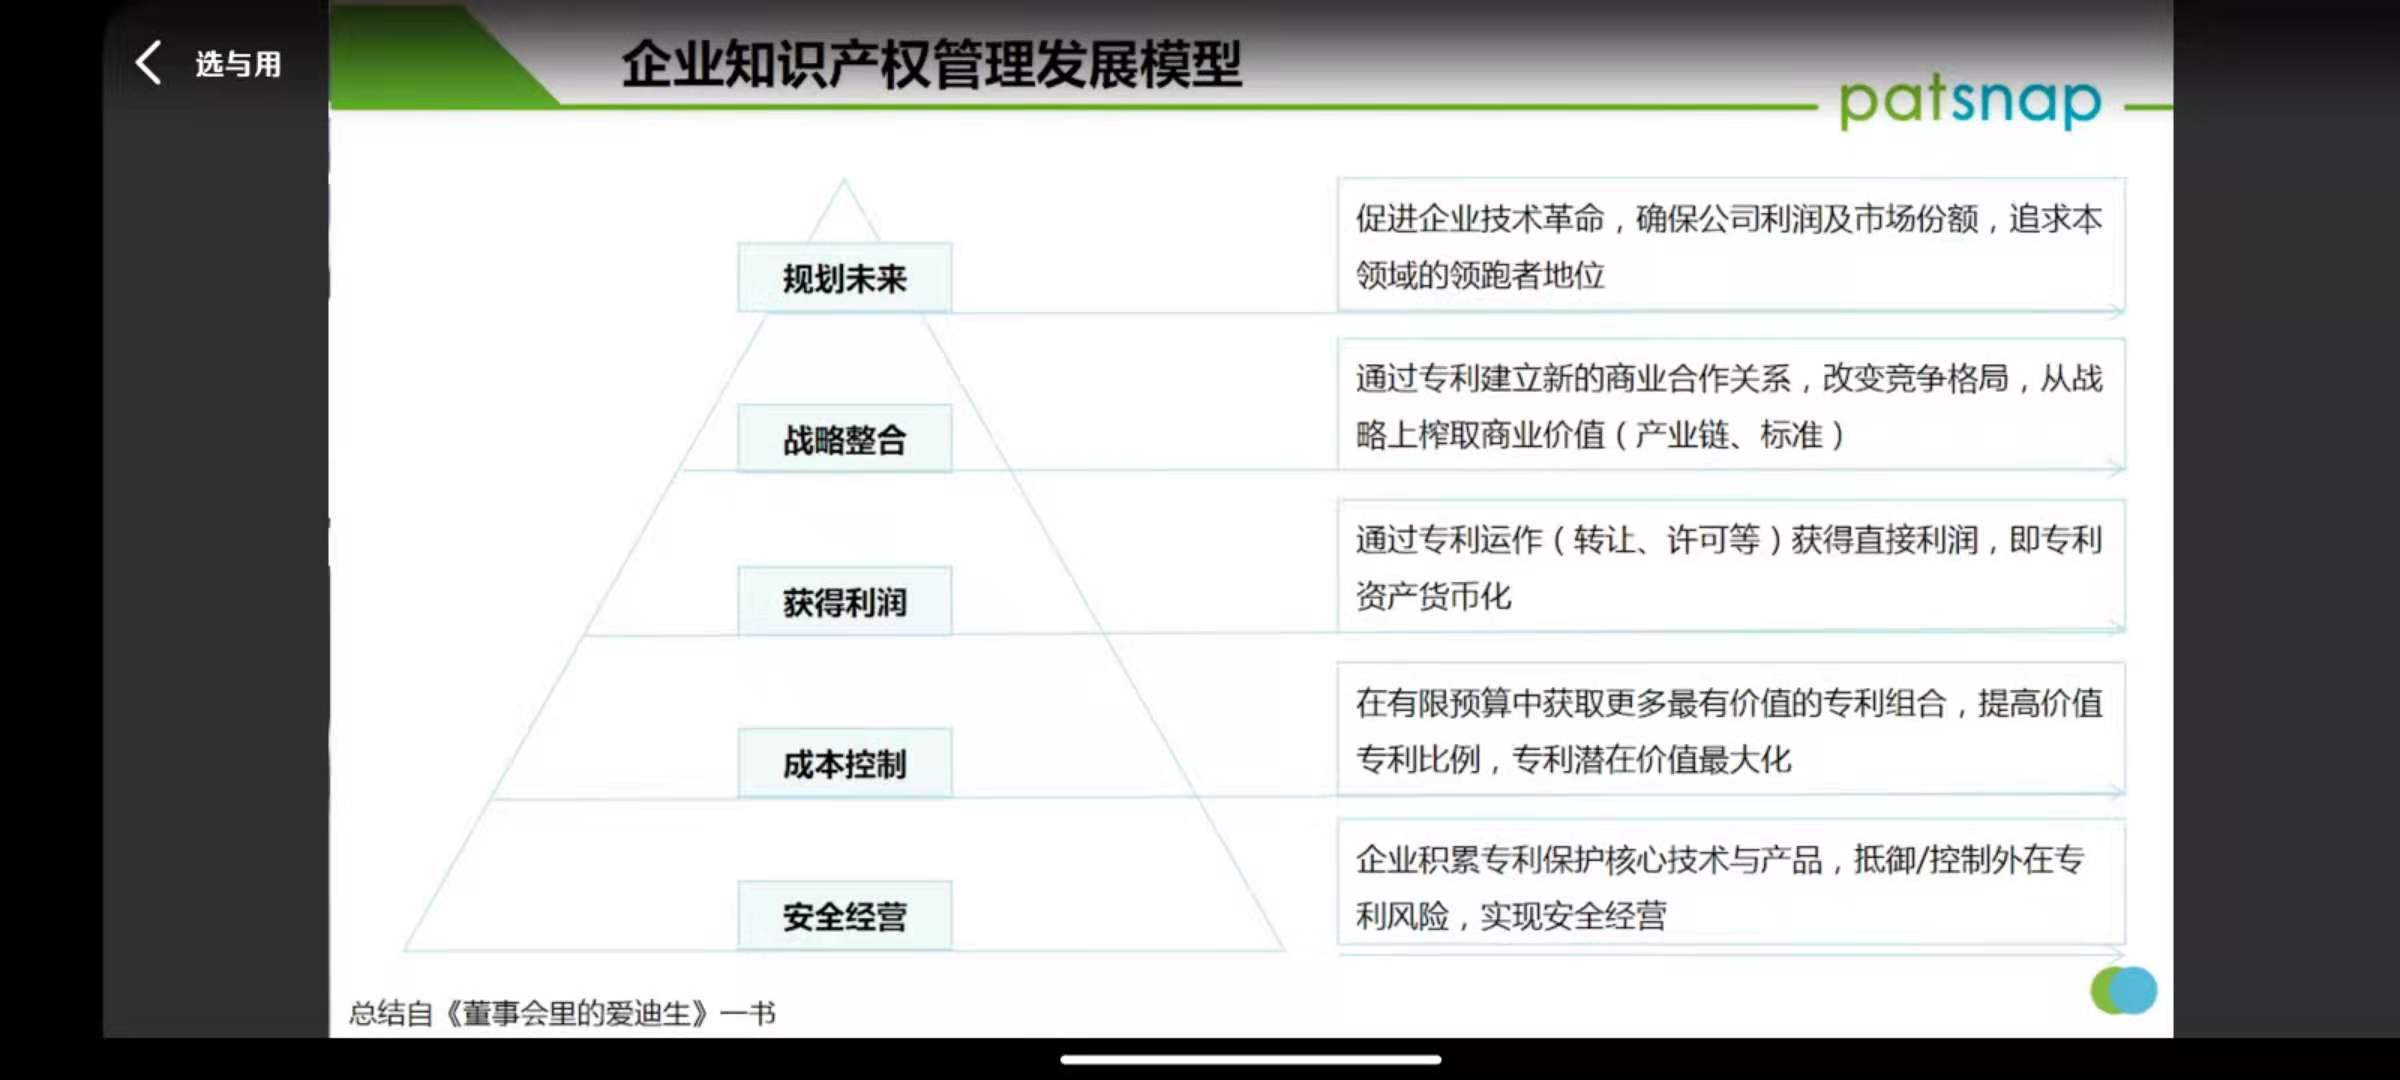 选与用
企业知识产权管理发展模型
patsnap
规划未来
促进企业技术革命，确保公司利润及市场份额，追求本
领域的领跑者地位
战略整合
通过专利建立新的商业合作关系，改变竞争格局，从战
略上榨取商业价值（产业链、标准）
获得利润
通过专利运作（转让、许可等）获得直接利润，即专利
资产货币化
成本控制
在有限预算中获取更多最有价值的专利组合，提高价值
专利比例，专利潜在价值最大化
安全经营
企业积累专利保护核心技术与产品，抵御/控制外在专
利风险，实现安全经营
总结自《董事会里的爱迪生》一书